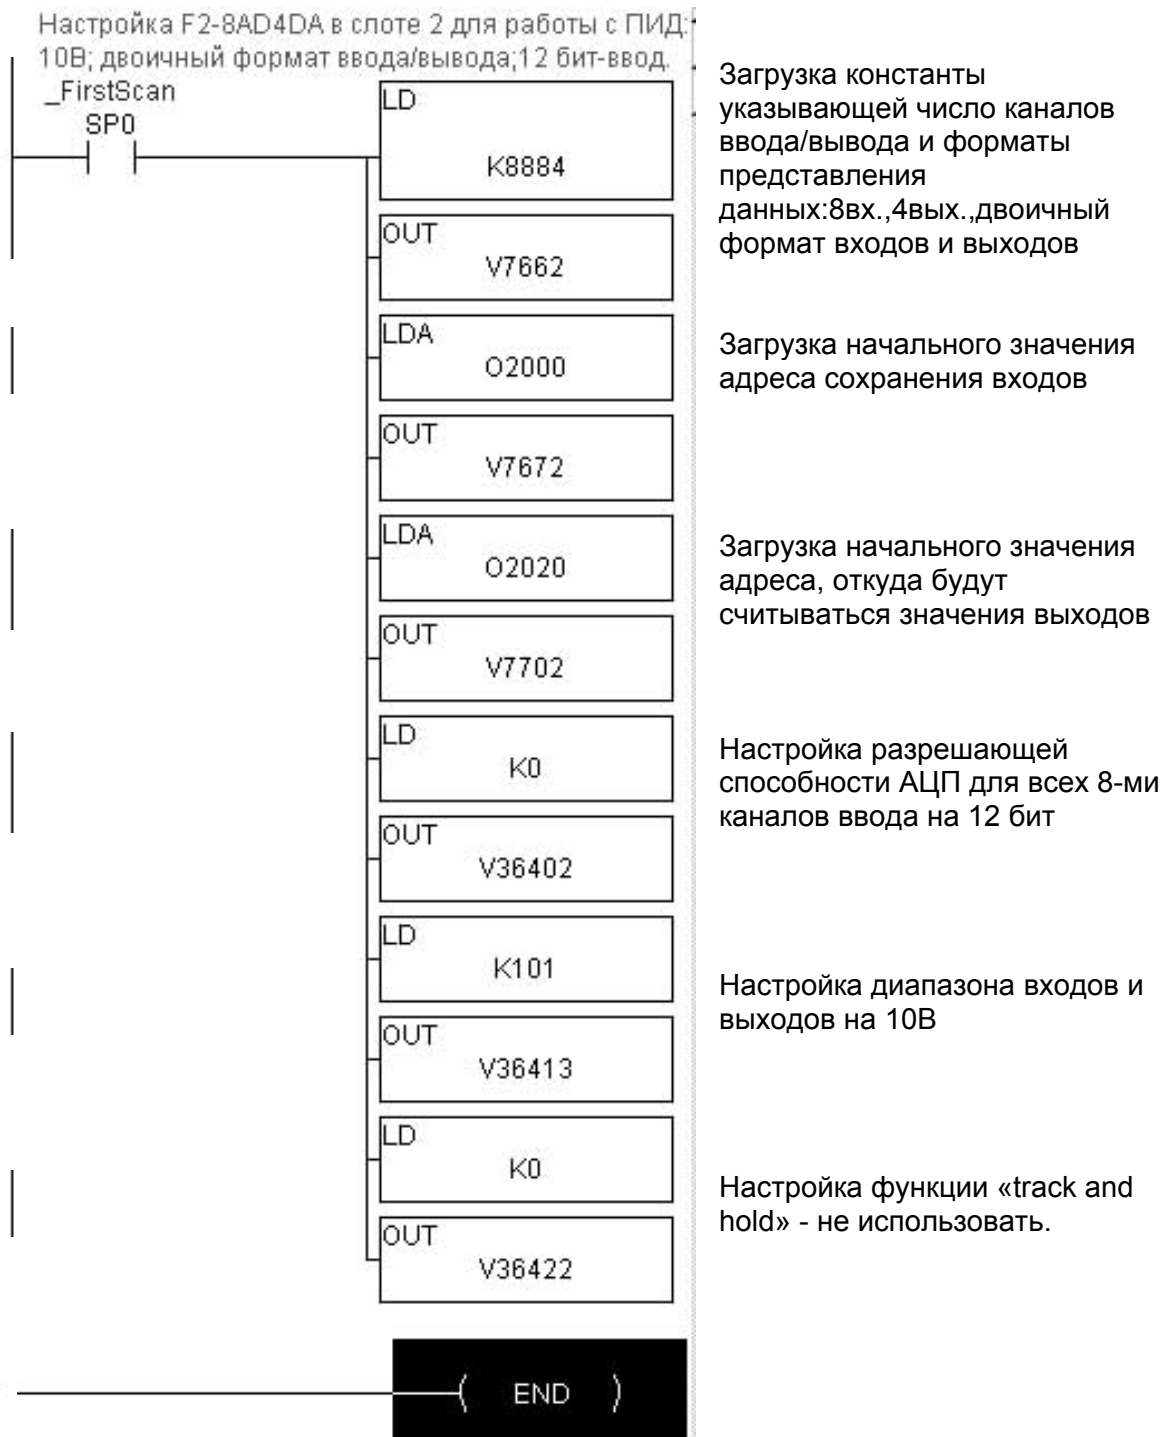 Настройка F2-8AD4DA в слоте 2 для работы с ПИД:
10В; двоичный формат ввода/вывода;12 бит-ввод.
_FirstScan
SP0
LD
K8884
Загрузка константы
указывающей число каналов
ввода/вывода и форматы
представления
данных:8вх.,4вых.,двоичный
формат входов и выходов
OUT
V7662
LDA
O2000
Загрузка начального значения
адреса сохранения входов
OUT
V7672
LDA
O2020
Загрузка начального значения
адреса, откуда будут
считываться значения выходов
OUT
V7702
LD
K0
Настройка разрешающей
способности АЦП для всех 8-ми
каналов ввода на 12 бит
OUT
V36402
LD
K101
Настройка диапазона входов и
выходов на 10В
OUT
V36413
LD
K0
Настройка функции «track and
hold» - не использовать.
OUT
V36422
( END )